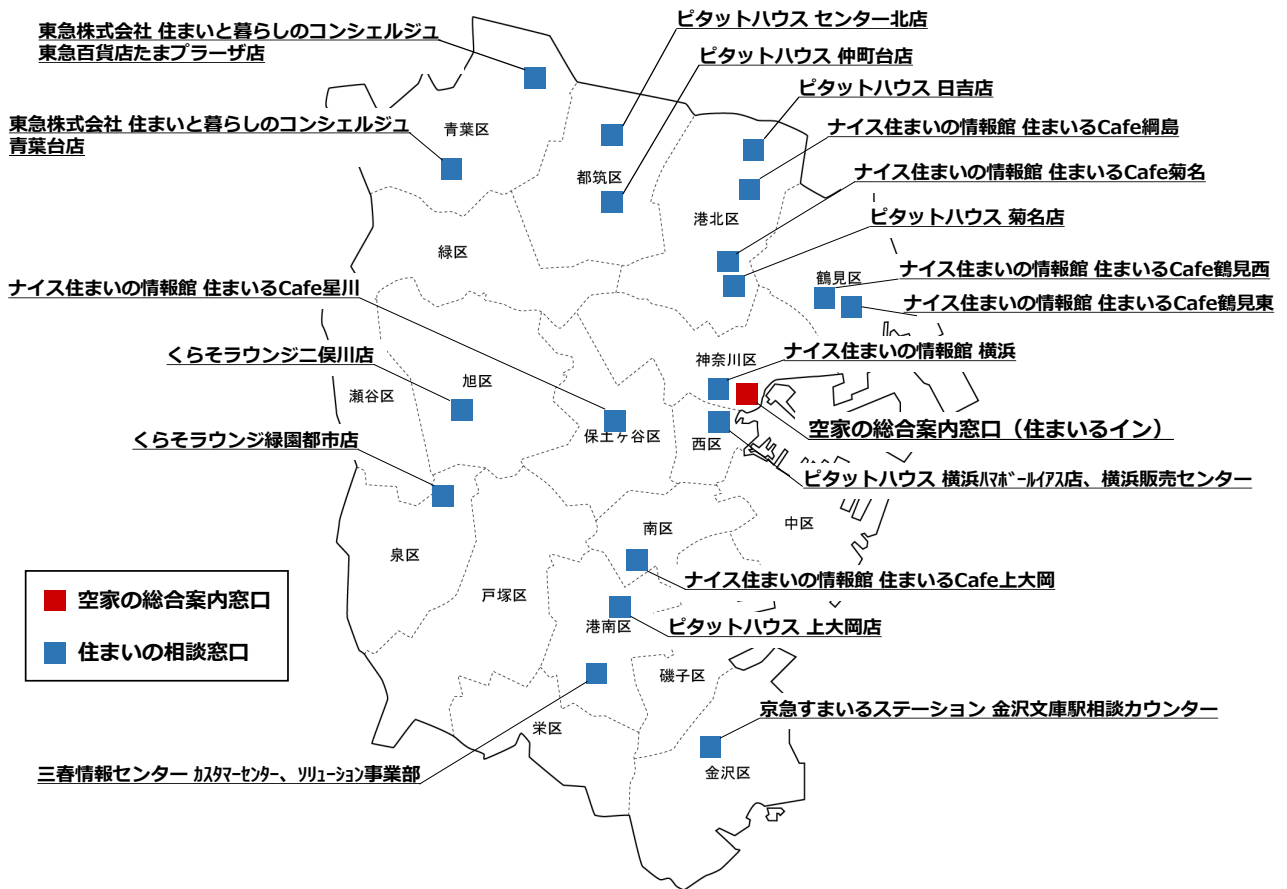 東急株式会社 住まいと暮らしのコンシェルジュ
東急百貨店たまプラーザ店
ピタットハウス センター北店
ピタットハウス 仲町台店
ピタットハウス 日吉店
東急株式会社 住まいと暮らしのコンシェルジュ
青葉台店
青葉区
ナイス住まいの情報館 住まいるCafe綱島
ナイス住まいの情報館 住まいるCafe菊名
都筑区
港北区
ピタットハウス 菊名店
緑区
ナイス住まいの情報館 住まいるCafe鶴見西
鶴見区
ナイス住まいの情報館 住まいるCafe星川
ナイス住まいの情報館 住まいるCafe鶴見東
くらそラウンジ二俣川店
神奈川区
ナイス住まいの情報館 横浜
瀬谷区
旭区
くらそラウンジ緑園都市店
保土ヶ谷区
西区
空家の総合案内窓口（住まいるイン）
ピタットハウス 横浜ﾊﾏﾎﾞｰﾙｲｱｽ店、横浜販売センター
中区
南区
泉区
ナイス住まいの情報館 住まいるCafe上大岡
戸塚区
空家の総合案内窓口
港南区
ピタットハウス 上大岡店
住まいの相談窓口
磯子区
京急すまいるステーション 金沢文庫駅相談カウンター
栄区
三春情報センター ｶｽﾀﾏｰｾﾝﾀｰ、ｿﾘｭｰｼｮﾝ事業部
金沢区